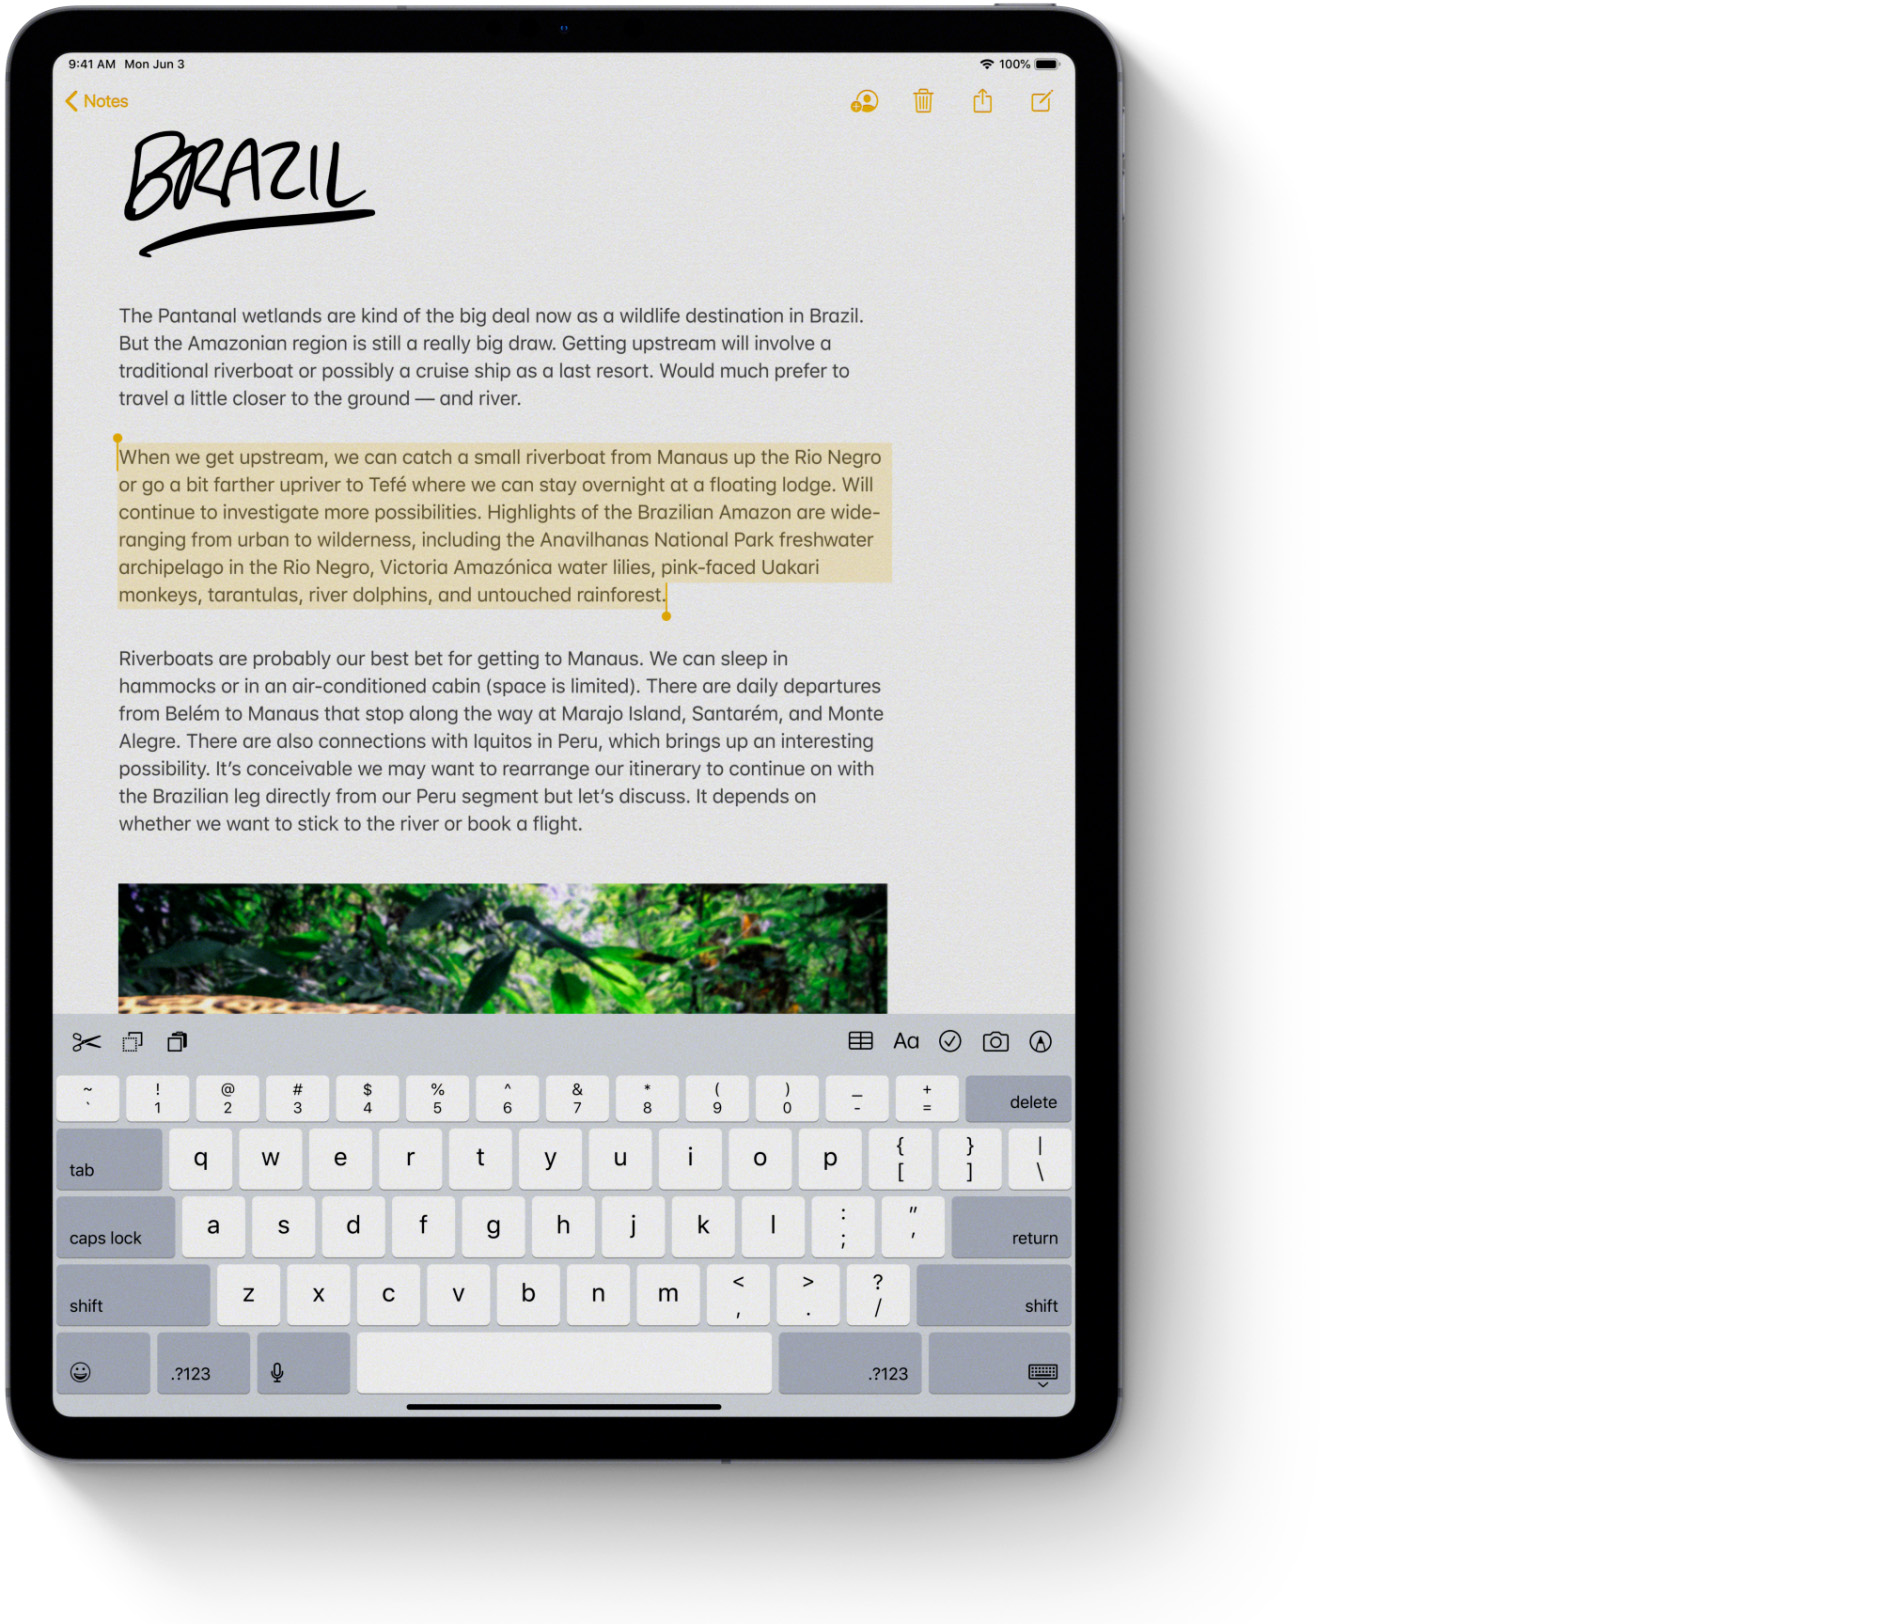 9:41 AM Mon Jun 3
100%
Notes
BRAZIL
The Pantanal wetlands are kind of the big deal now as a wildlife destination in Brazil.
But the Amazonian region is still a really big draw. Getting upstream will involve a
traditional riverboat or possibly a cruise ship as a last resort. Would much prefer to
travel a little closer to the ground — and river.
When we get upstream, we can catch a small riverboat from Manaus up the Rio Negro
or go a bit farther upriver to Tefé where we can stay overnight at a floating lodge. Will
continue to investigate more possibilities. Highlights of the Brazilian Amazon are wide-
ranging from urban to wilderness, including the Anavilhanas National Park freshwater
archipelago in the Rio Negro, Victoria Amazónica water lilies, pink-faced Uakari
monkeys, tarantulas, river dolphins, and untouched rainforest.
Riverboats are probably our best bet for getting to Manaus. We can sleep in
hammocks or in an air-conditioned cabin (space is limited). There are daily departures
from Belém to Manaus that stop along the way at Marajo Island, Santarém, and Monte
Alegre. There are also connections with Iquitos in Peru, which brings up an interesting
possibility. It’s conceivable we may want to rearrange our itinerary to continue on with
the Brazilian leg directly from our Peru segment but let’s discuss. It depends on
whether we want to stick to the river or book a flight.
Aa
~ ! @ # $ % ^ & * ( ) _ +
` 1 2 3 4 5 6 7 8 9 0 - = delete
tab q w e r t y u i o p { [ } ] | \
caps lock a s d f g h j k l : ; " ' return
shift z x c v b n m < , > . ? / shift
.?123 .?123